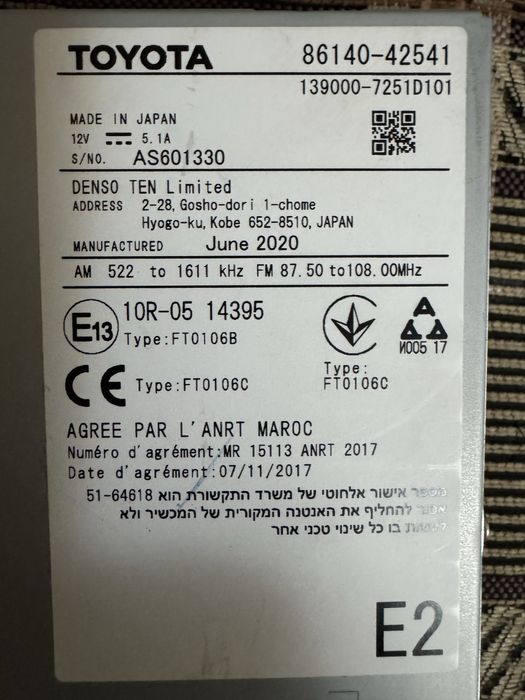 TOYOTA 86140-42541
139000-7251D101
MADE IN JAPAN
12V 5.1A
S/NO. AS601330
DENSO TEN Limited
ADDRESS 2-28, Gosho-dori 1-chome
Hyogo-ku, Kobe 652-8510, JAPAN
MANUFACTURED June 2020
AM 522 to 1611 kHz FM 87.50 to108.00MHz
E13 10R-05 14395
Type:FT0106B
CE Type:FT0106C
Type:
FT0106C
И005 17
AGREE PAR L'ANRT MAROC
Numéro d'agrément:MR 15113 ANRT 2017
Date d'agrément:07/11/2017
מספר אישור אלחוטי של משרד התקשורת הוא 51-64618
אסור להחליף את האנטנה המקורית של המכשיר ולא
לעשות בו כל שינוי טכני אחר
E2